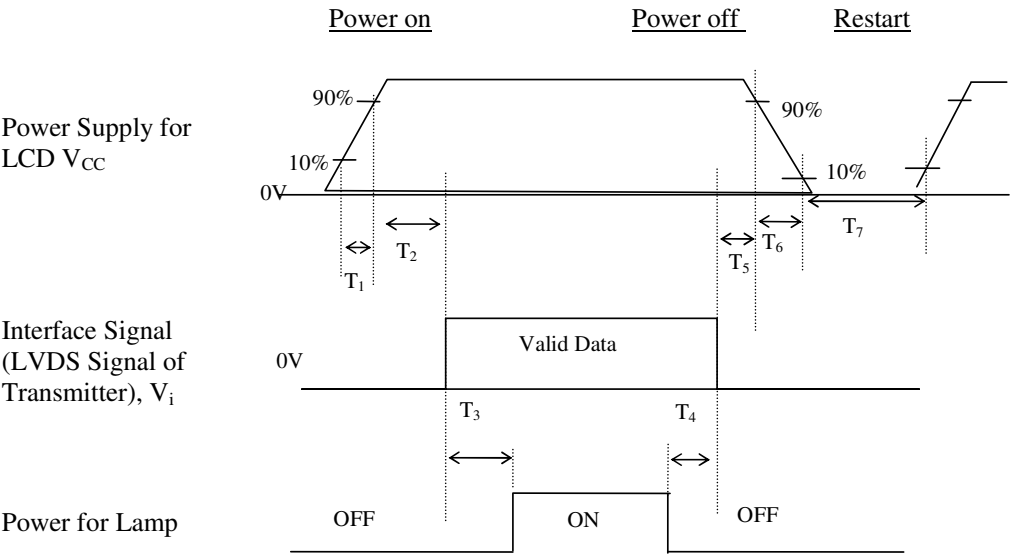 Power on
Power off
Restart
90%
90%
Power Supply for
LCD VCC
10%
10%
0V
T1
T2
T5
T6
T7
Interface Signal
(LVDS Signal of
Transmitter), Vi
0V
Valid Data
T3
T4
Power for Lamp
OFF
ON
OFF